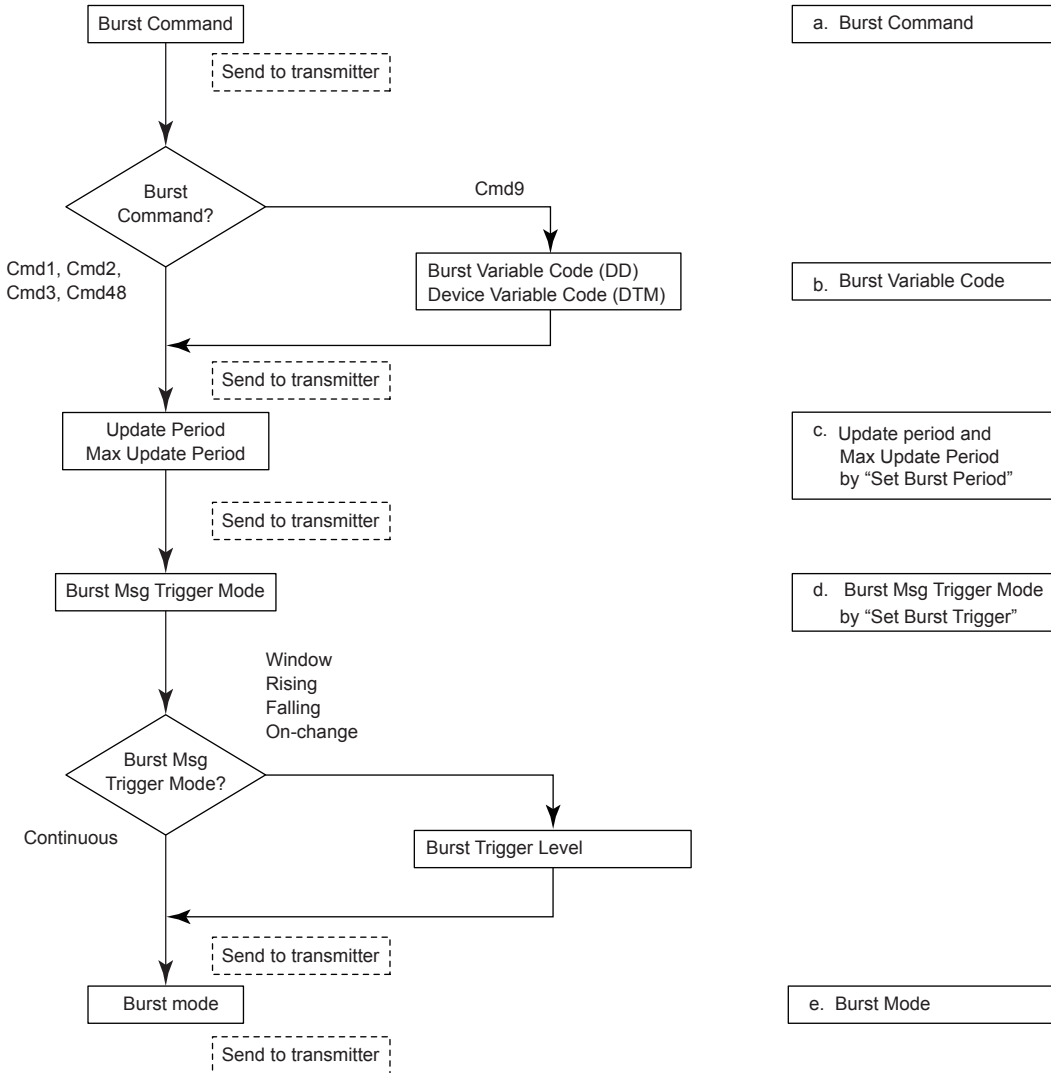 Burst Command
a. Burst Command
Send to transmitter
Burst
Command?
Cmd9
Cmd1, Cmd2,
Cmd3, Cmd48
Burst Variable Code (DD)
Device Variable Code (DTM)
b. Burst Variable Code
Send to transmitter
Update Period
Max Update Period
c. Update period and
Max Update Period
by “Set Burst Period”
Send to transmitter
Burst Msg Trigger Mode
d. Burst Msg Trigger Mode
by “Set Burst Trigger”
Window
Rising
Falling
On-change
Burst Msg
Trigger Mode?
Continuous
Burst Trigger Level
Send to transmitter
Burst mode
e. Burst Mode
Send to transmitter